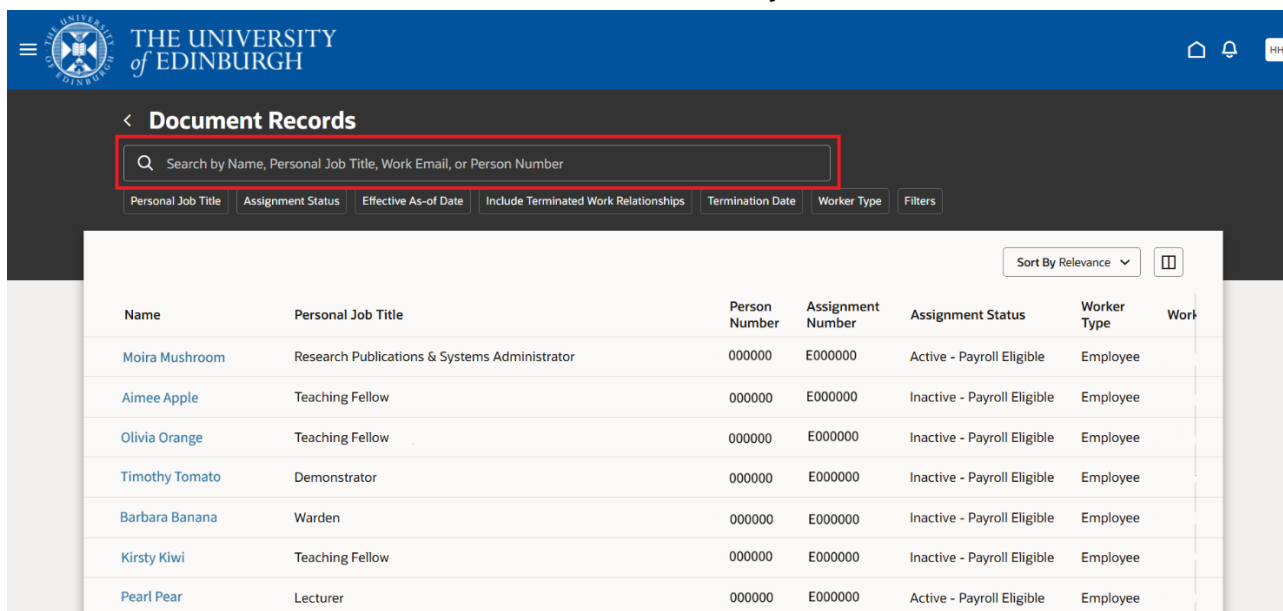 THE UNIVERSITY
of EDINBURGH
THE UNIVERSITY OF EDINBURGH
HH
Document Records
Search by Name, Personal Job Title, Work Email, or Person Number
Personal Job Title Assignment Status Effective As-of Date Include Terminated Work Relationships Termination Date Worker Type Filters
Sort By Relevance
Name Personal Job Title Person Number Assignment Number Assignment Status Worker Type Work
Moira Mushroom Research Publications & Systems Administrator 000000 E000000 Active - Payroll Eligible Employee
Aimee Apple Teaching Fellow 000000 E000000 Inactive - Payroll Eligible Employee
Olivia Orange Teaching Fellow 000000 E000000 Inactive - Payroll Eligible Employee
Timothy Tomato Demonstrator 000000 E000000 Inactive - Payroll Eligible Employee
Barbara Banana Warden 000000 E000000 Inactive - Payroll Eligible Employee
Kirsty Kiwi Teaching Fellow 000000 E000000 Inactive - Payroll Eligible Employee
Pearl Pear Lecturer 000000 E000000 Active - Payroll Eligible Employee